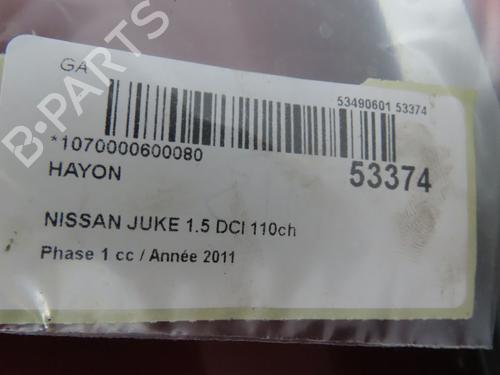 GA
53490601 53374
*1070000600080
HAYON
53374
NISSAN JUKE 1.5 DCI 110ch
Phase 1 cc / Année 2011
B-PARTS